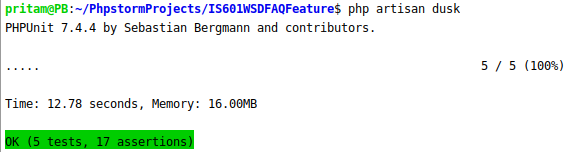 pritam@PB:~/PhpstormProjects/IS601WSDFAQFeature$ php artisan dusk
PHPUnit 7.4.4 by Sebastian Bergmann and contributors.
..... 5 / 5 (100%)
Time: 12.78 seconds, Memory: 16.00MB
OK (5 tests, 17 assertions)